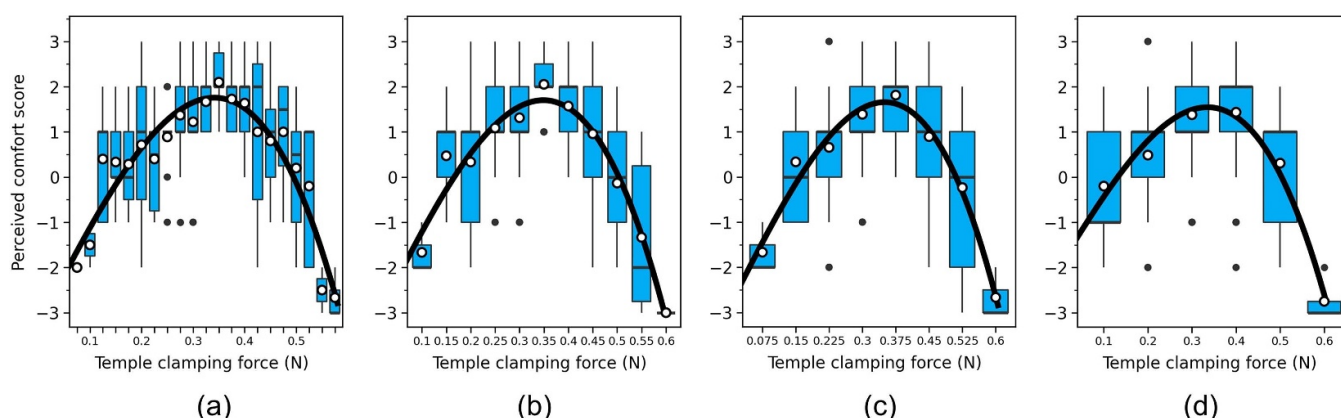 Perceived comfort score
3
2
1
0
−1
−2
−3
0.1 0.2 0.3 0.4 0.5
Temple clamping force (N)
(a)
3
2
1
0
−1
−2
−3
0.1 0.15 0.2 0.25 0.3 0.35 0.4 0.45 0.5 0.55 0.6
Temple clamping force (N)
(b)
3
2
1
0
−1
−2
−3
0.075 0.15 0.225 0.3 0.375 0.45 0.525 0.6
Temple clamping force (N)
(c)
3
2
1
0
−1
−2
−3
0.1 0.2 0.3 0.4 0.5 0.6
Temple clamping force (N)
(d)